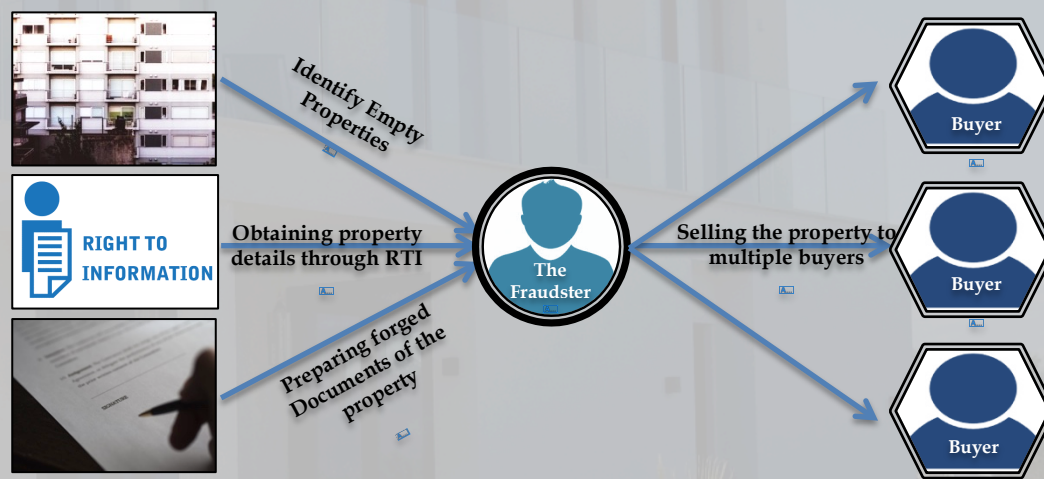 Identify Empty
Properties
RIGHT TO
INFORMATION
Obtaining property
details through RTI
Preparing forged
Documents of the
property
The
Fraudster
Selling the property to
multiple buyers
Buyer
Buyer
Buyer
SIGNATURE